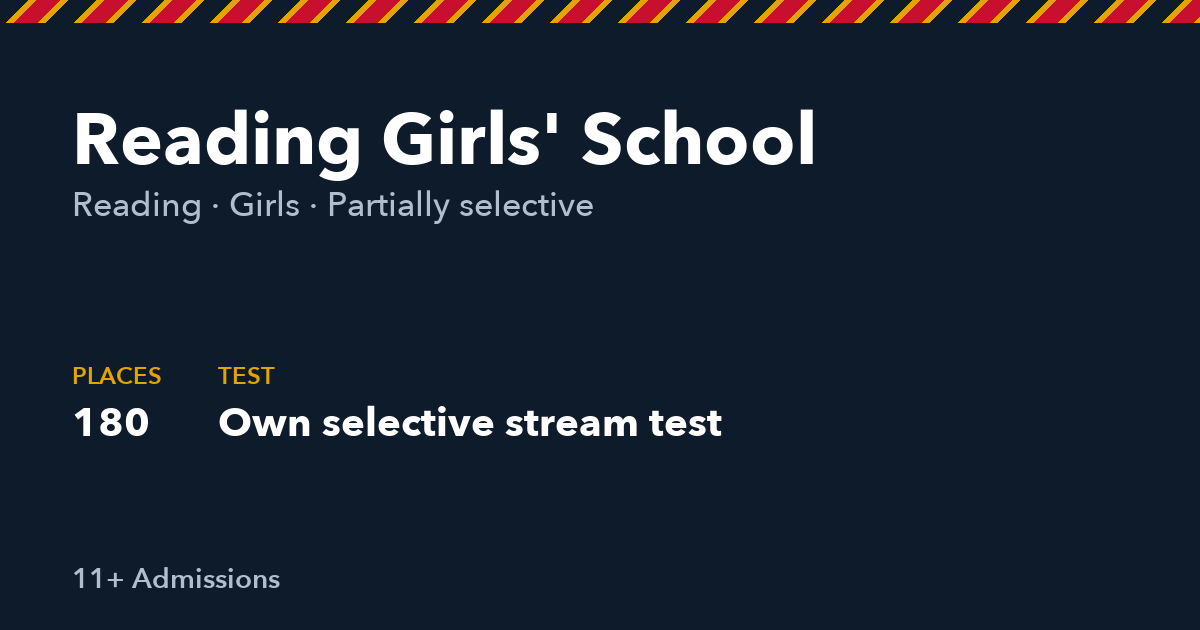 Reading Girls' School
Reading · Girls · Partially selective
PLACES TEST
180 Own selective stream test
11+ Admissions